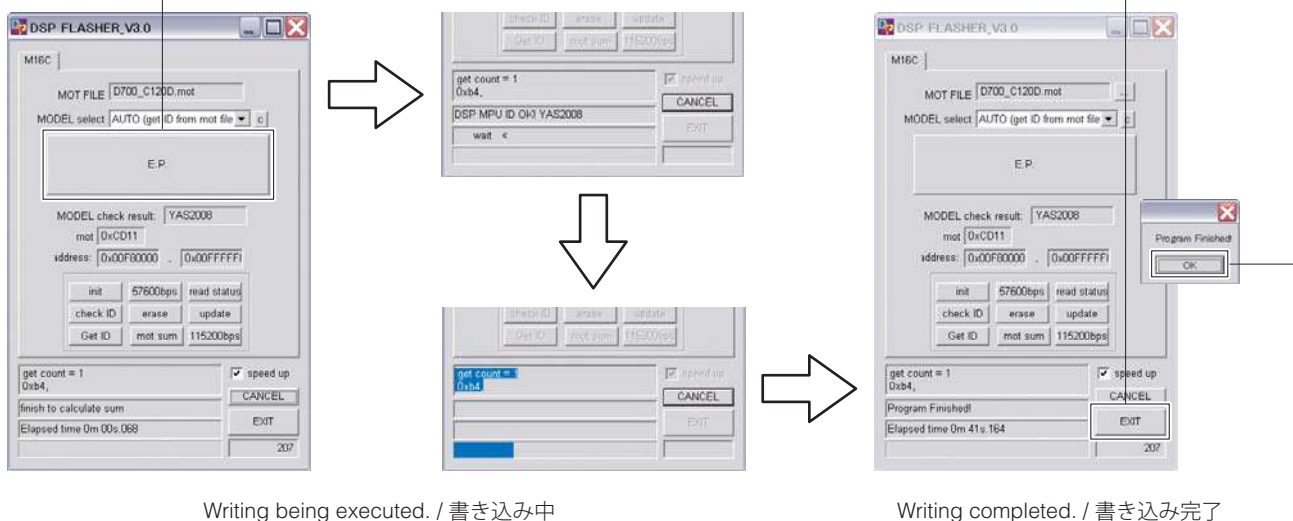 DSP FLASHER_V3.0
M16C
MOT FILE D700_C120D.mot
MODEL select AUTO (get ID from mot file c
E.P.
MODEL check result: YAS2008
mot 0xCD11
address: 0x00F80000 . 0x00FFFFFI
init 57600bps read status
check ID erase update
Get ID mot sum 115200bps
get count = 1
0xb4,
speed up
CANCEL
finish to calculate sum
EXIT
Elapsed time 0m 00s.068
207
check ID erase update
Get ID mot sum 115200bps
get count = 1
0xb4,
speed up
CANCEL
DSP MPU ID OK! YAS2008
EXIT
wait <
check ID erase update
Get ID mot sum 115200bps
get count = 1
0xb4,
speed up
CANCEL
EXIT
DSP FLASHER_V3.0
M16C
MOT FILE D700_C120D.mot ...
MODEL select AUTO (get ID from mot file c
E.P.
MODEL check result: YAS2008
mot 0xCD11
address: 0x00F80000 . 0x00FFFFFI
init 57600bps read status
check ID erase update
Get ID mot sum 115200bps
get count = 1
0xb4,
speed up
CANCEL
Program Finished!
EXIT
Elapsed time 0m 41s.164
207
Program Finished!
OK
Writing being executed. / 書き込み中
Writing completed. / 書き込み完了